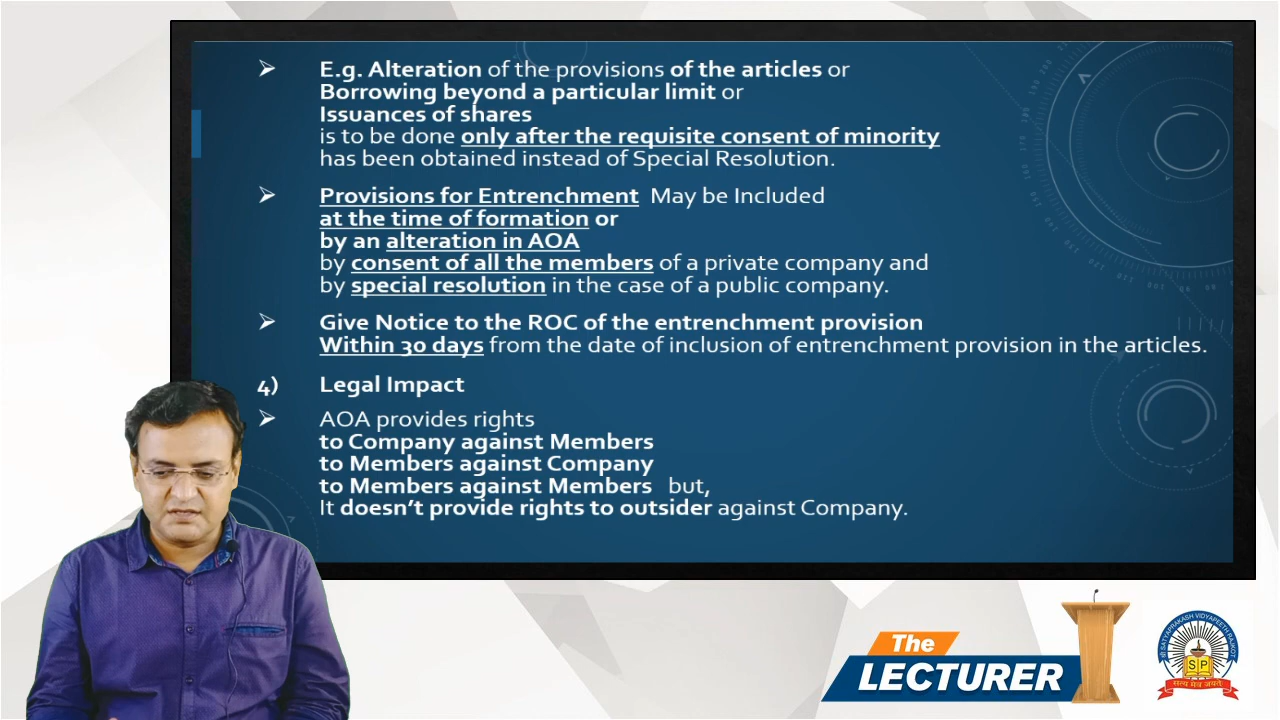 ➤ E.g. Alteration of the provisions of the articles or
Borrowing beyond a particular limit or
Issuances of shares
is to be done only after the requisite consent of minority
has been obtained instead of Special Resolution.
➤ Provisions for Entrenchment May be Included
at the time of formation or
by an alteration in AOA
by consent of all the members of a private company and
by special resolution in the case of a public company.
➤ Give Notice to the ROC of the entrenchment provision
Within 30 days from the date of inclusion of entrenchment provision in the articles.
4) Legal Impact
➤ AOA provides rights
to Company against Members
to Members against Company
to Members against Members but,
It doesn't provide rights to outsider against Company.
The
LECTURER
SATYAPRAKASH VIDYAPEETH RAJKOT
S P
सत्य मेव जयते